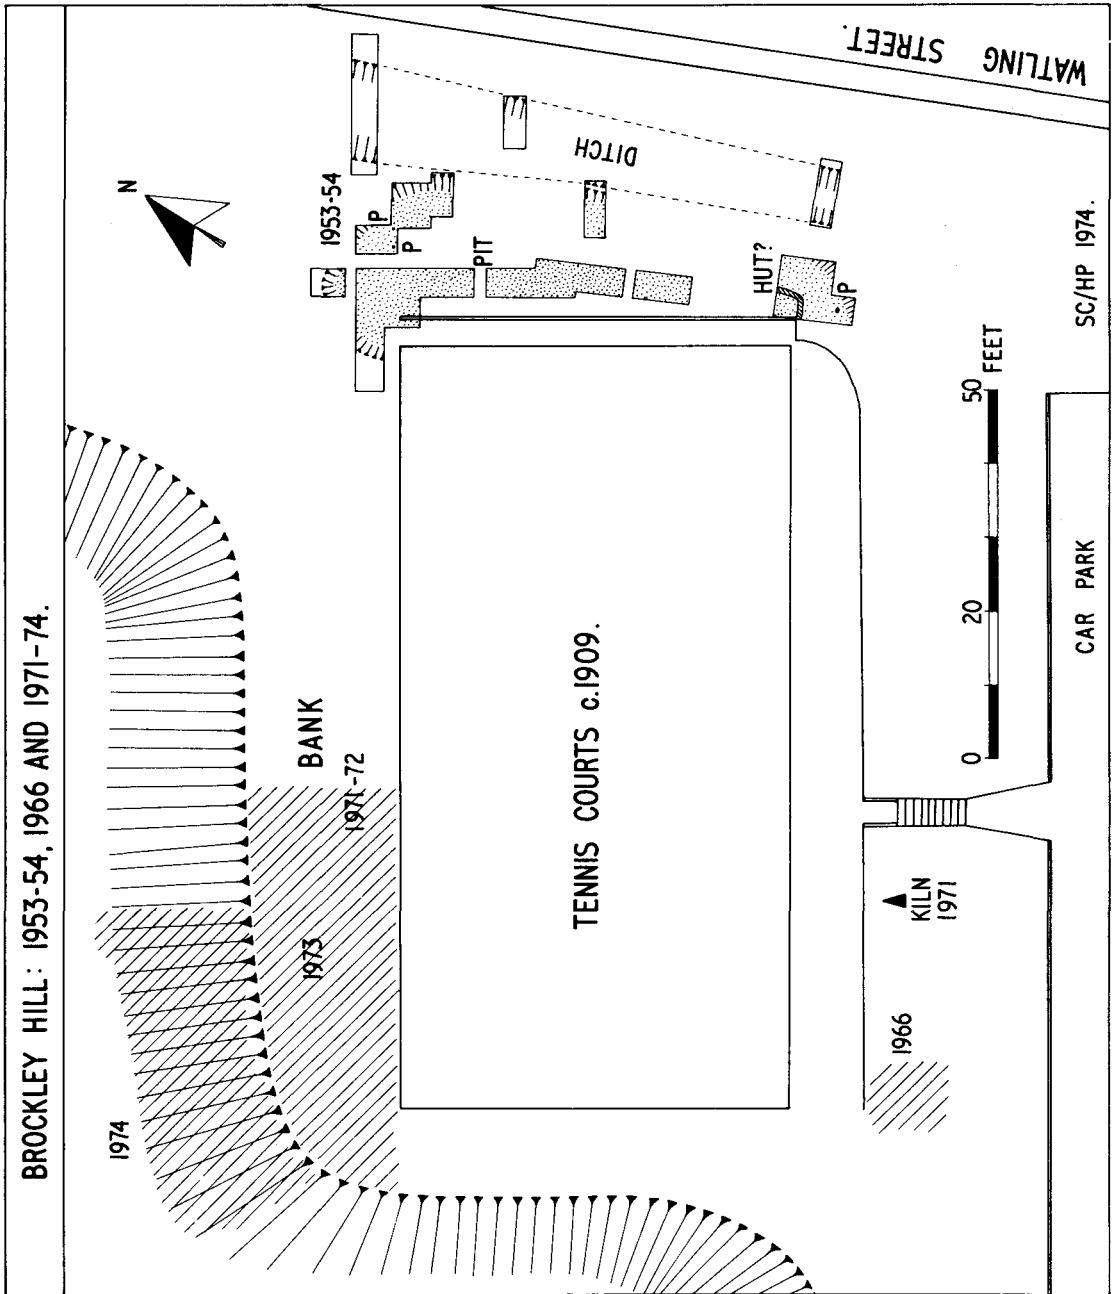 BROCKLEY HILL: 1953-54, 1966 AND 1971-74.
1974
1973
BANK
1971-72
N
1953-54
P
P
PIT
DITCH
WATLING STREET.
HUT?
P
TENNIS COURTS c.1909.
1966
KILN
1971
0 20 50 FEET
CAR PARK
SC/HP 1974.